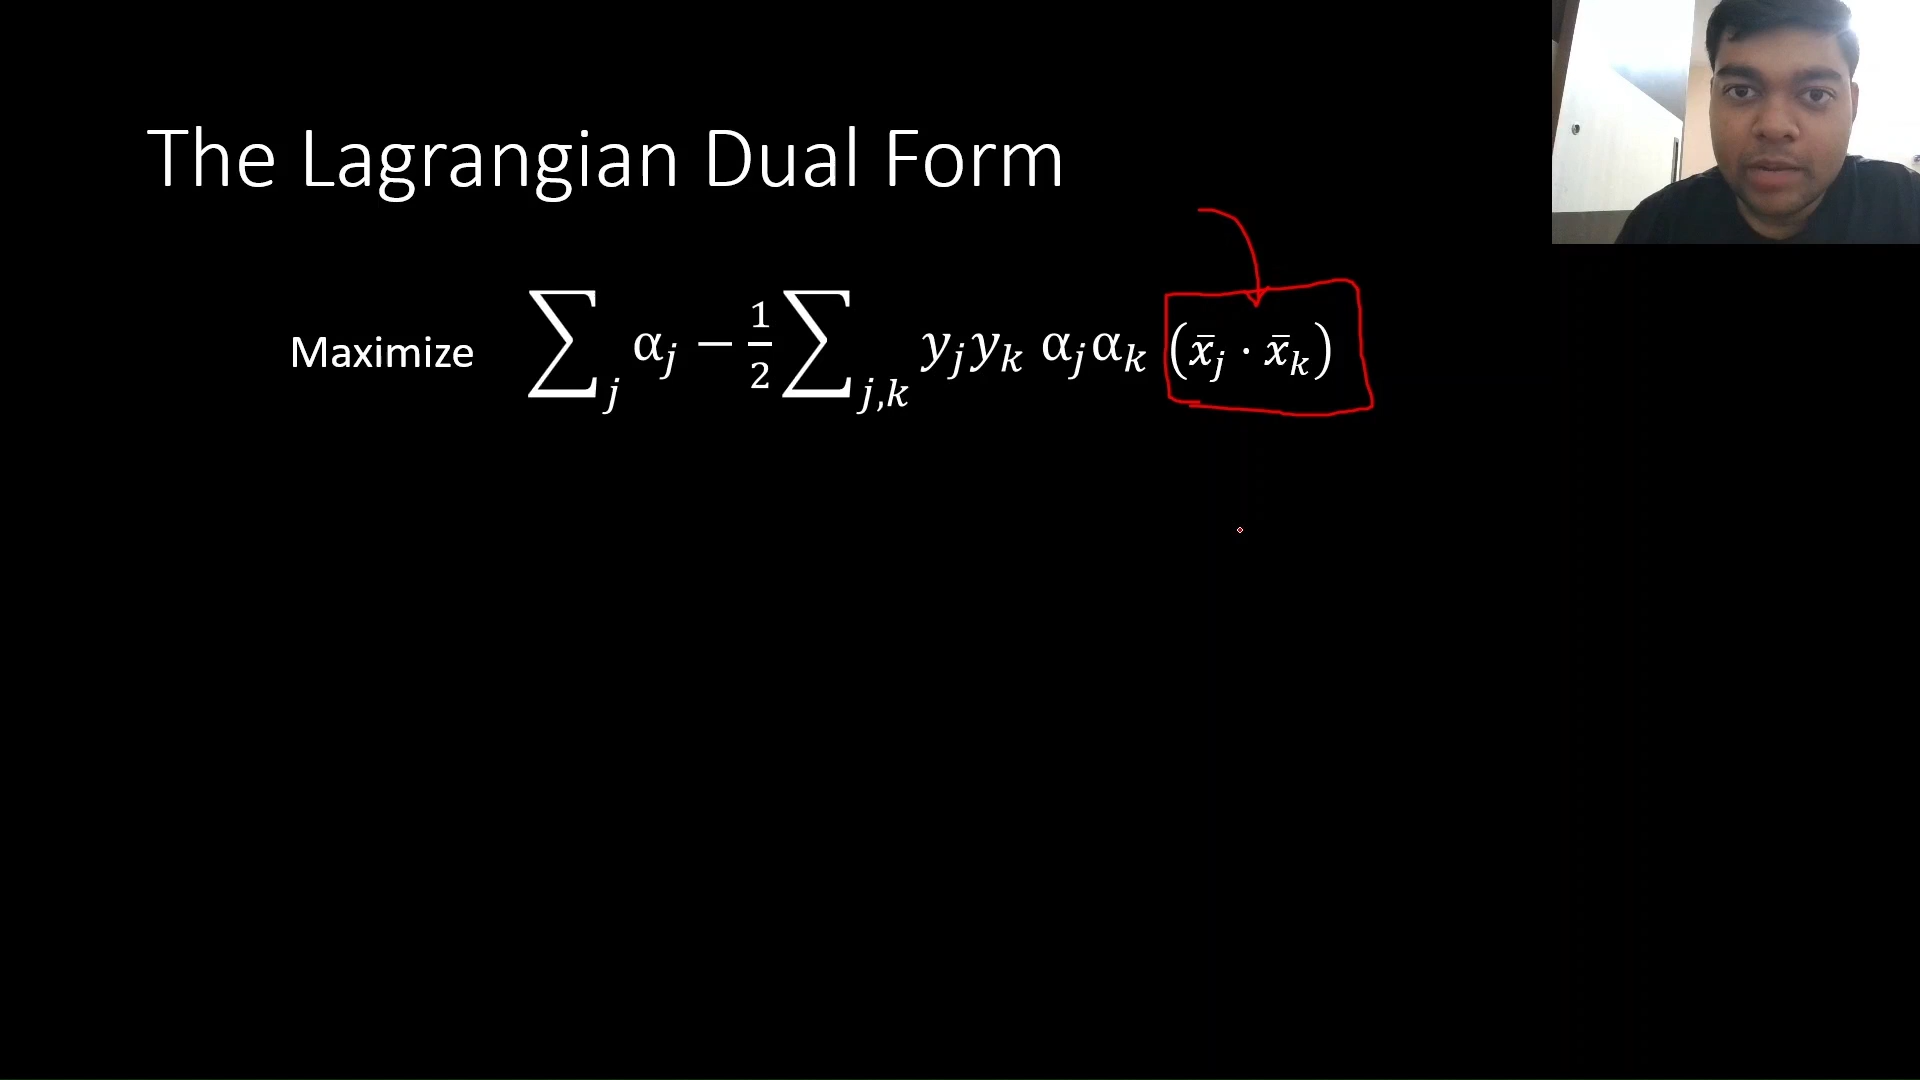 The Lagrangian Dual Form
Maximize ∑_j α_j − 1/2 ∑_{j,k} y_j y_k α_j α_k (x̄_j · x̄_k)